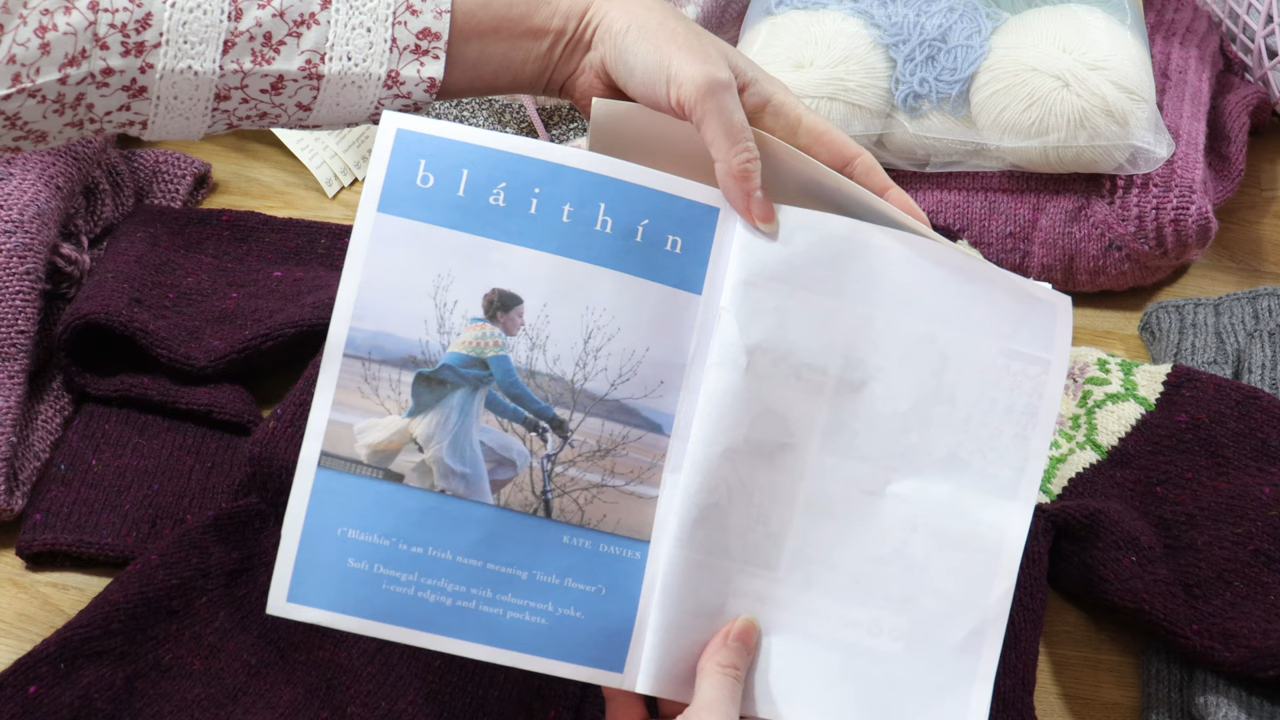 bláithín
KATE DAVIES
("Bláithín" is an Irish name meaning "little flower")
Soft Donegal cardigan with colourwork yoke,
i-cord edging and inset pockets.